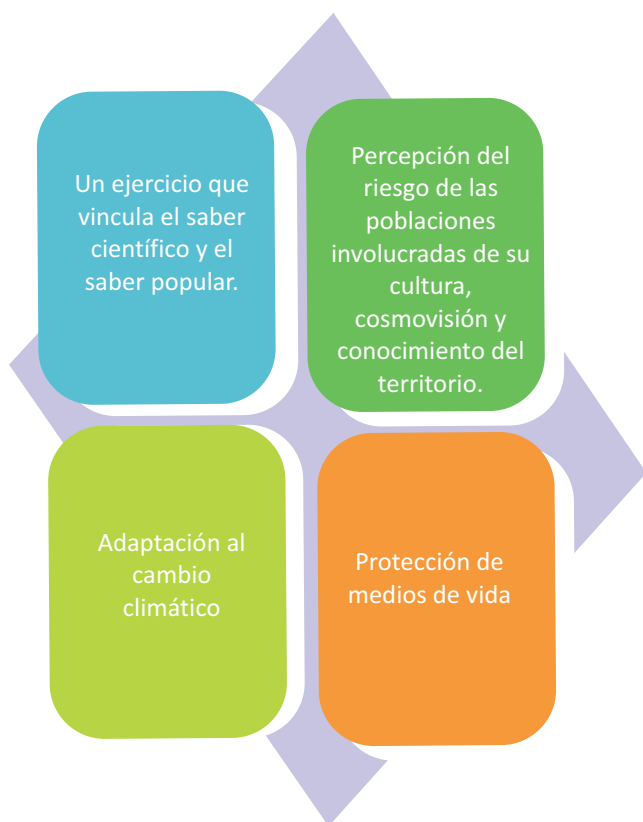 Un ejercicio que
vincula el saber
científico y el
saber popular.
Percepción del
riesgo de las
poblaciones
involucradas de su
cultura,
cosmovisión y
conocimiento del
territorio.
Adaptación al
cambio
climático
Protección de
medios de vida